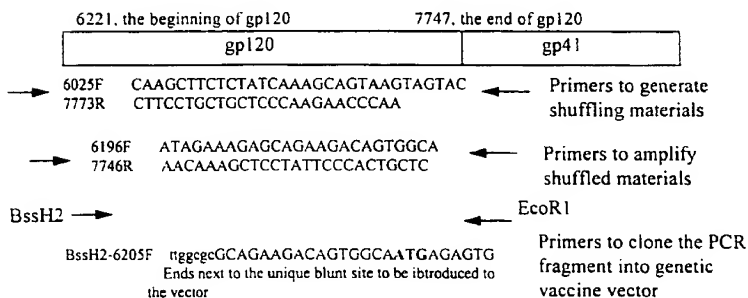 6221, the beginning of gp120 7747, the end of gp120
gp120 gp41
6025F CAAGCTTCTCTATCAAAGCAGTAAGTAGTAC
7773R CTTCCTGCTGCTCCCAAGAACCCAA
Primers to generate
shuffling materials
6196F ATAGAAAGAGCAGAAGACAGTGGCA
7746R AACAAAGCTCCTATTCCCACTGCTC
Primers to amplify
shuffled materials
BssH2 EcoR1
BssH2-6205F ttggcgcGCAGAAGACAGTGGCAATGAGAGTG
Ends next to the unique blunt site to be ibtroduced to
the vector
Primers to clone the PCR
fragment into genetic
vaccine vector